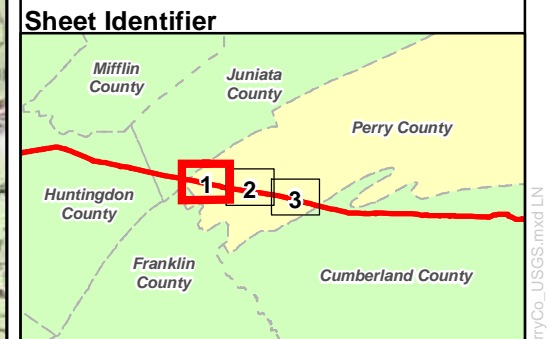 Sheet Identifier
Mifflin
County
Juniata
County
Perry County
1
2
3
Huntingdon
County
Franklin
County
Cumberland County
rryCo_USGS.mxd LN